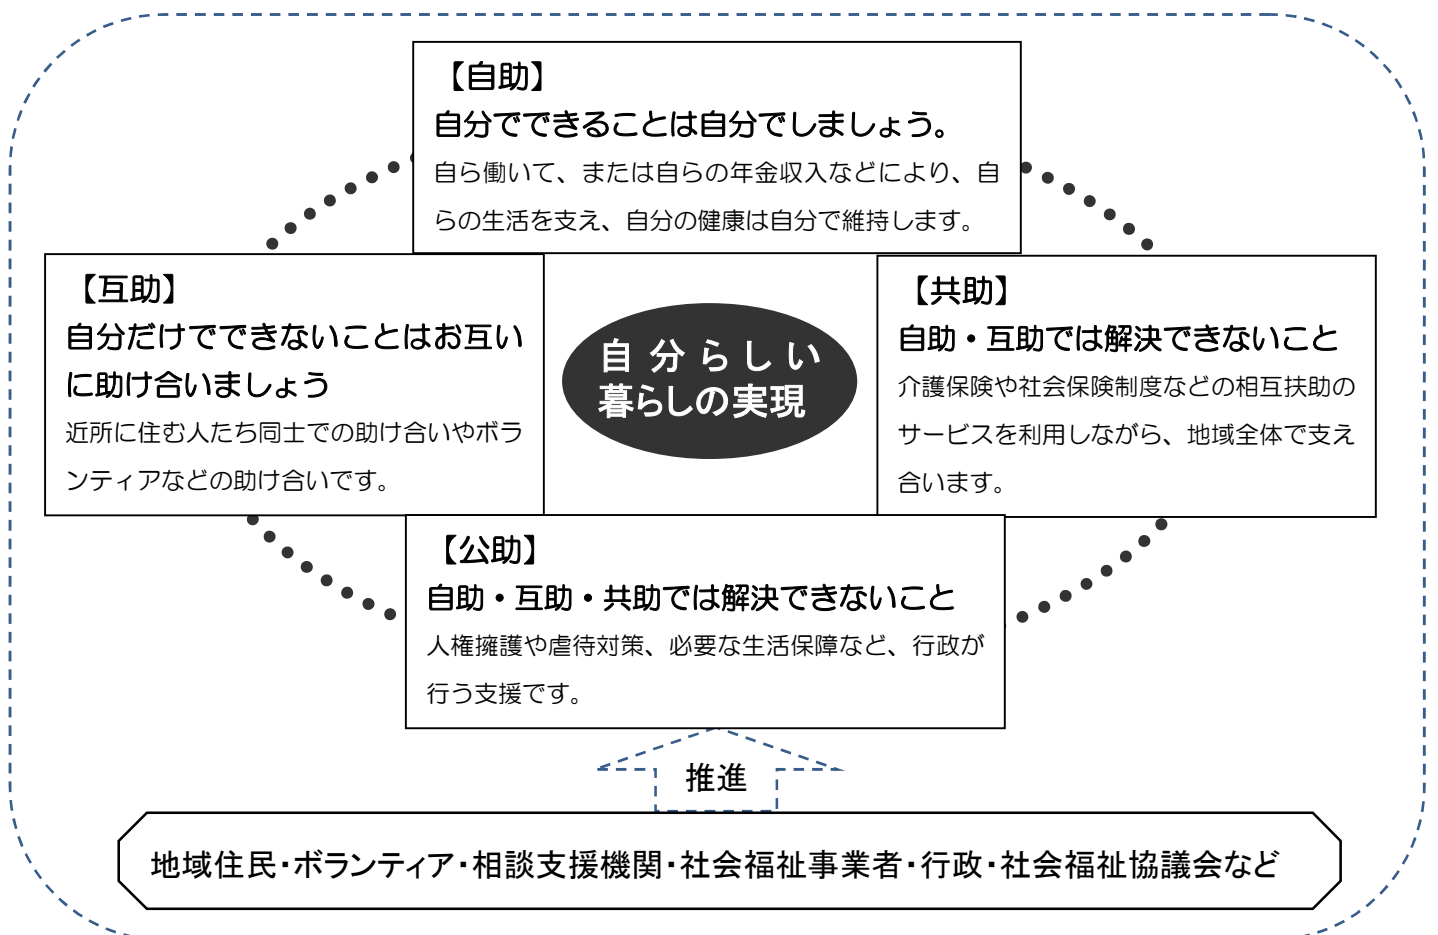 【自助】
自分でできることは自分でしましょう。
自ら働いて、または自らの年金収入などにより、自
らの生活を支え、自分の健康は自分で維持します。
【互助】
自分だけでできないことはお互い
に助け合いましょう
近所に住む人たち同士での助け合いやボラ
ンティアなどの助け合いです。
自分らしい
暮らしの実現
【共助】
自助・互助では解決できないこと
介護保険や社会保険制度などの相互扶助の
サービスを利用しながら、地域全体で支え
合います。
【公助】
自助・互助・共助では解決できないこと
人権擁護や虐待対策、必要な生活保障など、行政が
行う支援です。
推進
地域住民・ボランティア・相談支援機関・社会福祉事業者・行政・社会福祉協議会など